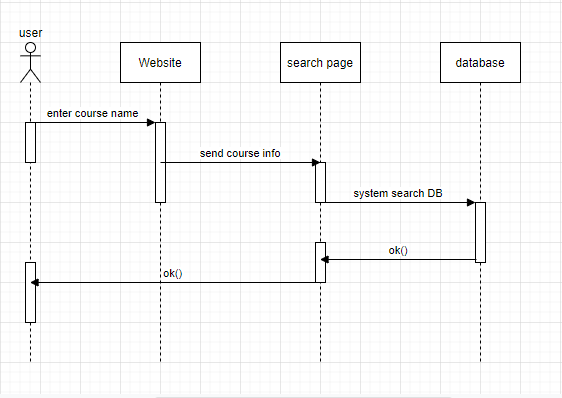 user
Website
search page
database
enter course name
send course info
system search DB
ok()
ok()